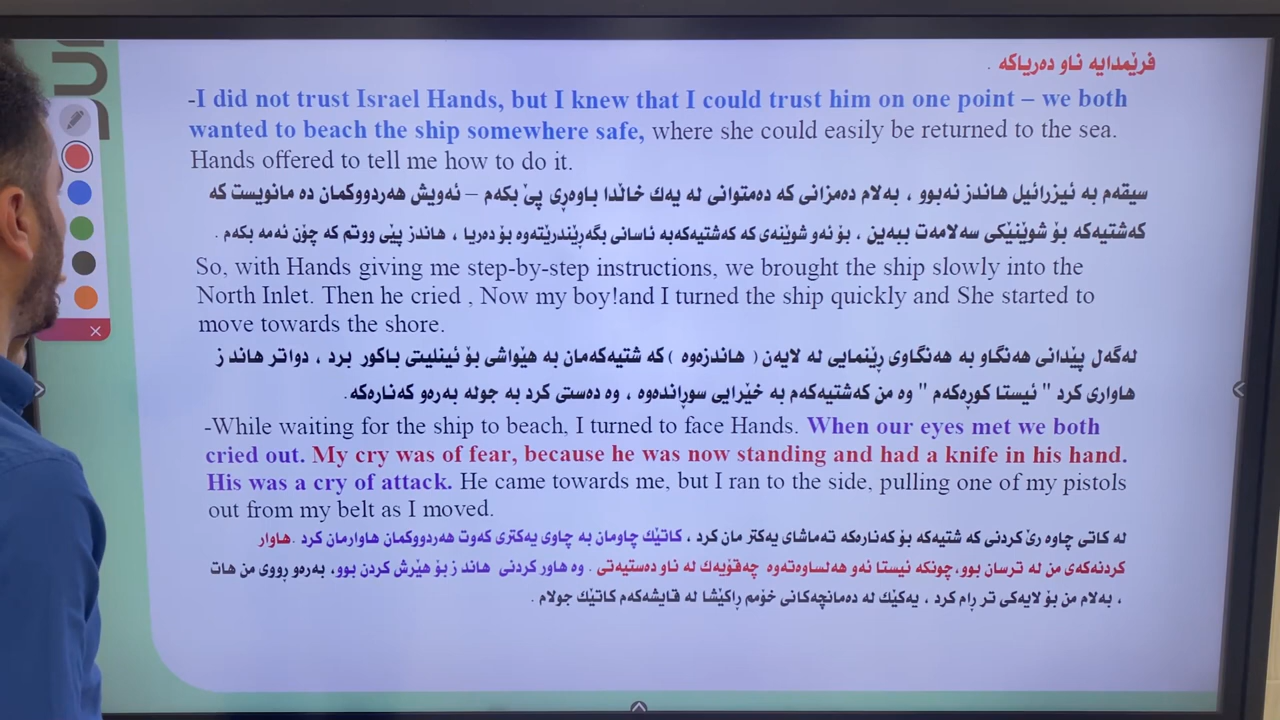 فرێمدایە ناو دەریاکە .
-I did not trust Israel Hands, but I knew that I could trust him on one point – we both
wanted to beach the ship somewhere safe, where she could easily be returned to the sea.
Hands offered to tell me how to do it.
سیقەم بە ئیزرائیل هاندز نەبوو ، بەلام دەمزانی کە دەمتوانی لە یەك خاڵدا باوەڕی پێ بکەم – ئەویش هەردووکمان دە مانویست کە
کەشتیەکە بۆ شوێنێکی سەلامەت ببەین ، بۆ ئەو شوێنەی کە کەشتیەکەبە ئاسانی بگەڕێندرێتەوە بۆ دەریا ، هاندز پێی ووتم کە چۆن ئەمە بکەم .
So, with Hands giving me step-by-step instructions, we brought the ship slowly into the
North Inlet. Then he cried , Now my boy!and I turned the ship quickly and She started to
move towards the shore.
لەگەل پێدانی هەنگاو بە هەنگاوی ڕێنمایی لە لایەن ( هاندزەوە ) کە شتیەکەمان بە هێواشی بۆ ئینلیتی باکور برد ، دواتر هاند ز
هاواری کرد " ئیستا کوڕەکەم " وە من کەشتیەکەم بە خێرایی سوڕاندەوە ، وە دەستی کرد بە جولە بەرەو کەنارەکە.
-While waiting for the ship to beach, I turned to face Hands. When our eyes met we both
cried out. My cry was of fear, because he was now standing and had a knife in his hand.
His was a cry of attack. He came towards me, but I ran to the side, pulling one of my pistols
out from my belt as I moved.
لە کاتی چاوە ڕێ کردنی کە شتیەکە بۆ کەنارەکە تەماشای یەکتر مان کرد ، کاتێك چاومان بە چاوی یەکتری کەوت هەردووکمان هاوارمان کرد .هاوار
کردنەکەی من لە ترسان بوو،چونکە ئیستا ئەو هەلساوەتەوە چەقۆیەك لە ناو دەستیەتی . وە هاور کردنی هاند ز بۆ هێرش کردن بوو، بەرەو ڕووی من هات
، بەلام من بۆ لایەکی تر ڕام کرد ، یەکێك لە دەمانچەکانی خۆمم ڕاکێشا لە قایشەکەم کاتێك جولام .